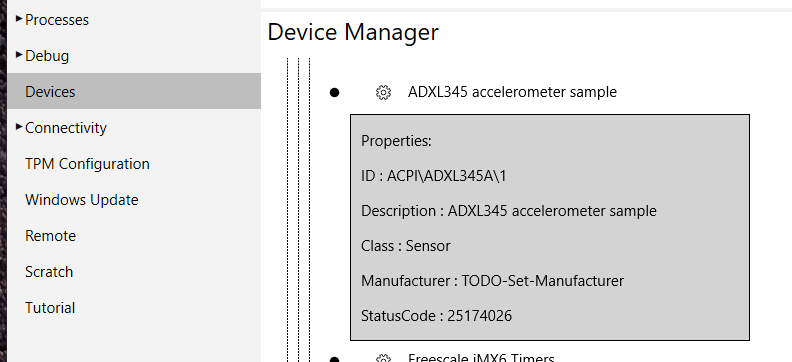 Processes
Debug
Devices
Connectivity
TPM Configuration
Windows Update
Remote
Scratch
Tutorial
Device Manager
ADXL345 accelerometer sample
Properties:
ID : ACPI\ADXL345A\1
Description : ADXL345 accelerometer sample
Class : Sensor
Manufacturer : TODO-Set-Manufacturer
StatusCode : 25174026
Freescale iMX6 Timers